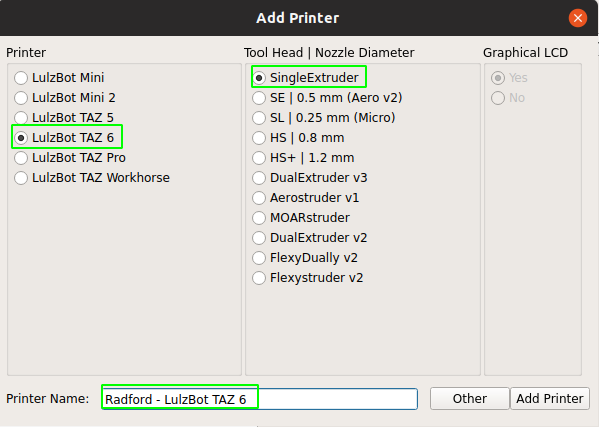 Add Printer
Printer
Tool Head | Nozzle Diameter
Graphical LCD
LulzBot Mini
LulzBot Mini 2
LulzBot TAZ 5
LulzBot TAZ 6
LulzBot TAZ Pro
LulzBot TAZ Workhorse
SingleExtruder
SE | 0.5 mm (Aero v2)
SL | 0.25 mm (Micro)
HS | 0.8 mm
HS+ | 1.2 mm
DualExtruder v3
Aerostruder v1
MOARstruder
DualExtruder v2
FlexyDually v2
Flexystruder v2
Yes
No
Printer Name: Radford - LulzBot TAZ 6 Other Add Printer